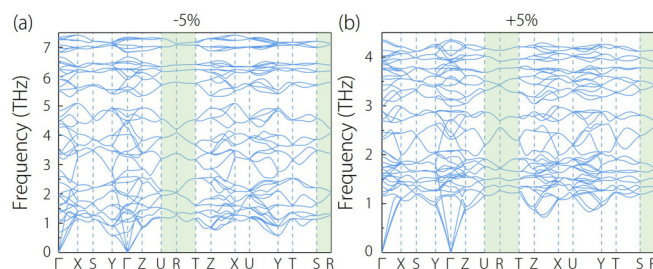 (a) -5%
7
6
5
4
3
2
1
0
Frequency (THz)
Γ X S Y Γ Z U R T Z X U Y T S R
(b) +5%
4
3
2
1
0
Frequency (THz)
Γ X S Y Γ Z U R T Z X U Y T S R